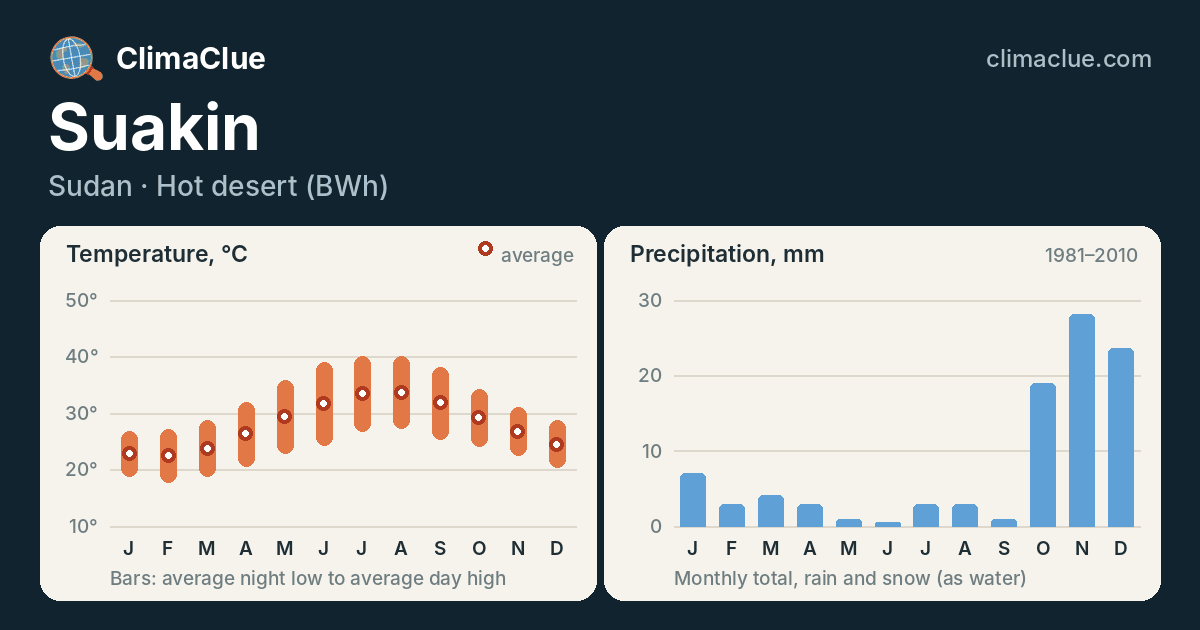 ClimaClue
climaclue.com
Suakin
Sudan · Hot desert (BWh)
Temperature, °C
average
50°
40°
30°
20°
10°
J F M A M J J A S O N D
Bars: average night low to average day high
Precipitation, mm
1981–2010
30
20
10
0
J F M A M J J A S O N D
Monthly total, rain and snow (as water)